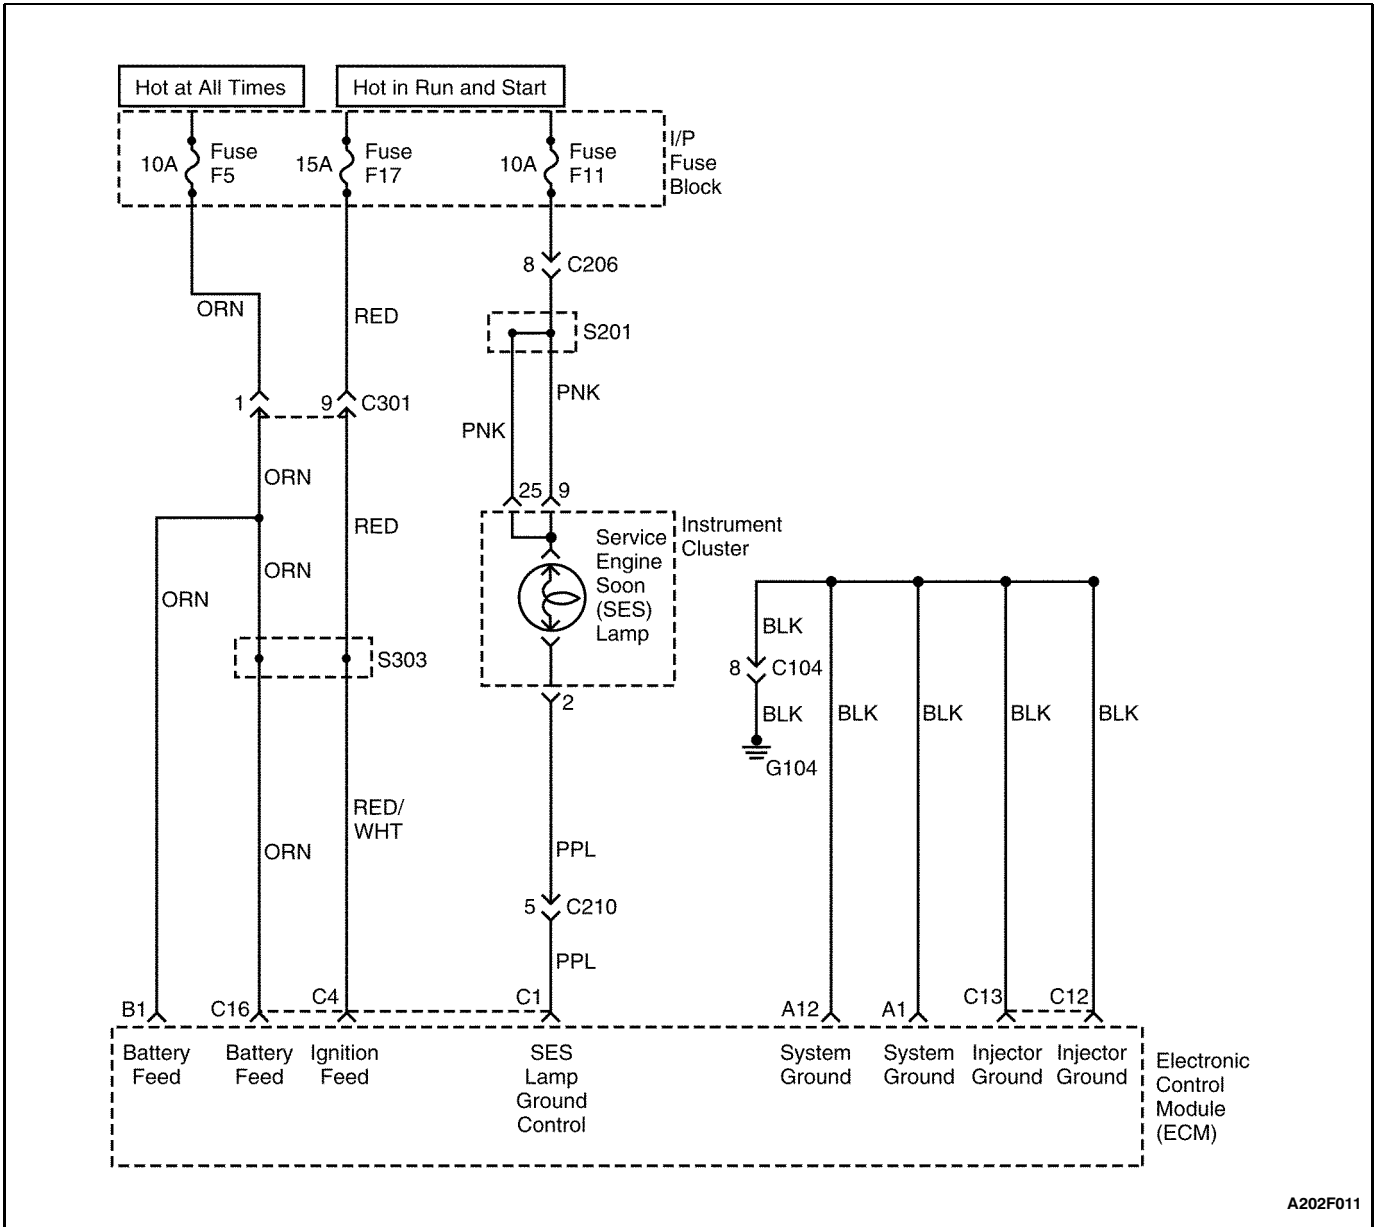 Hot at All Times
Hot in Run and Start
10A
Fuse
F5
15A
Fuse
F17
10A
Fuse
F11
I/P
Fuse
Block
8
C206
ORN
RED
S201
PNK
1
9
C301
PNK
ORN
25
9
RED
Service
Engine
Soon
(SES)
Lamp
Instrument
Cluster
ORN
ORN
S303
2
BLK
8
C104
BLK
G104
BLK
BLK
BLK
BLK
RED/
WHT
ORN
PPL
5
C210
PPL
B1
C16
C4
C1
A12
A1
C13
C12
Battery
Feed
Battery
Feed
Ignition
Feed
SES
Lamp
Ground
Control
System
Ground
System
Ground
Injector
Ground
Injector
Ground
Electronic
Control
Module
(ECM)
A202F011